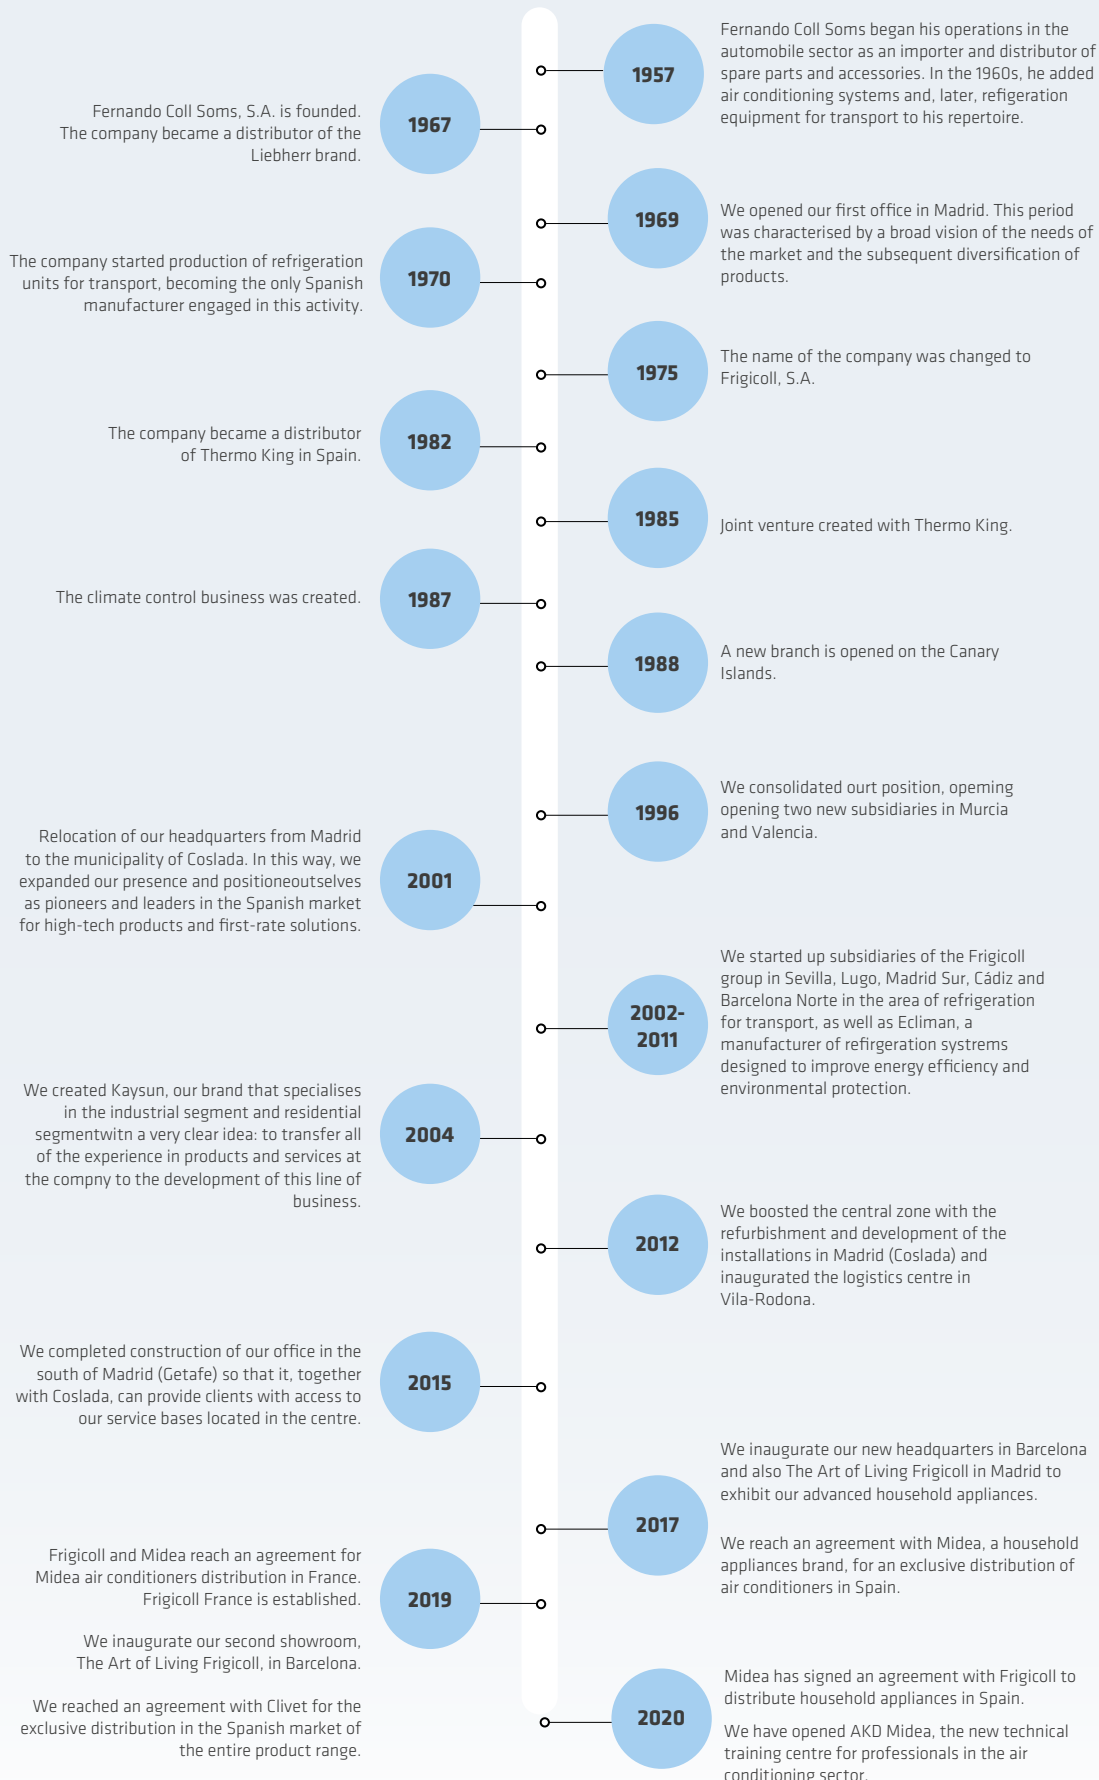 1957
Fernando Coll Soms began his operations in the
automobile sector as an importer and distributor of
spare parts and accessories. In the 1960s, he added
air conditioning systems and, later, refigeration
equipment for transport to his repertoire.
1967
Fernando Coll Soms, S.A. is founded.
The company became a distributor of the
Liebherr brand.
1969
We opened our first office in Madrid. This period
was characterised by a broad vision of the needs of
the market and the subsequent diversification of
products.
1970
The company started production of refrigeration
units for transport, becoming the only Spanish
manufacturer engaged in this activity.
1975
The name of the company was changed to
Frigicoll, S.A.
1982
The company became a distributor
of Thermo King in Spain.
1985
Joint venture created with Thermo King.
1987
The climate control business was created.
1988
A new branch is opened on the Canary
Islands.
1996
We consolidated ourt position, opeming
opening two new subsidiaries in Murcia
and Valencia.
2001
Relocation of our headquarters from Madrid
to the municipality of Coslada. In this way, we
expanded our presence and positioneoutselves
as pioneers and leaders in the Spanish market
for high-tech products and first-rate solutions.
2002-
2011
We started up subsidiaries of the Frigicoll
group in Sevilla, Lugo, Madrid Sur, Cádiz and
Barcelona Norte in the area of refrigeration
for transport, as well as Ecliman, a
manufacturer of refirgeration systrems
designed to improve energy efficiency and
environmental protection.
2004
We created Kaysun, our brand that specialises
in the industrial segment and residential
segmentwitn a very clear idea: to transfer all
of the experience in products and services at
the compny to the development of this line of
business.
2012
We boosted the central zone with the
refurbishment and development of the
installations in Madrid (Coslada) and
inaugurated the logistics centre in
Vila-Rodona.
2015
We completed construction of our office in the
south of Madrid (Getafe) so that it, together
with Coslada, can provide clients with access to
our service bases located in the centre.
2017
We inaugurate our new headquarters in Barcelona
and also The Art of Living Frigicoll in Madrid to
exhibit our advanced household appliances.
We reach an agreement with Midea, a household
appliances brand, for an exclusive distribution of
air conditioners in Spain.
2019
Frigicoll and Midea reach an agreement for
Midea air conditioners distribution in France.
Frigicoll France is established.
We inaugurate our second showroom,
The Art of Living Frigicoll, in Barcelona.
We reached an agreement with Clivet for the
exclusive distribution in the Spanish market of
the entire product range.
2020
Midea has signed an agreement with Frigicoll to
distribute household appliances in Spain.
We have opened AKD Midea, the new technical
training centre for professionals in the air
conditioning sector.